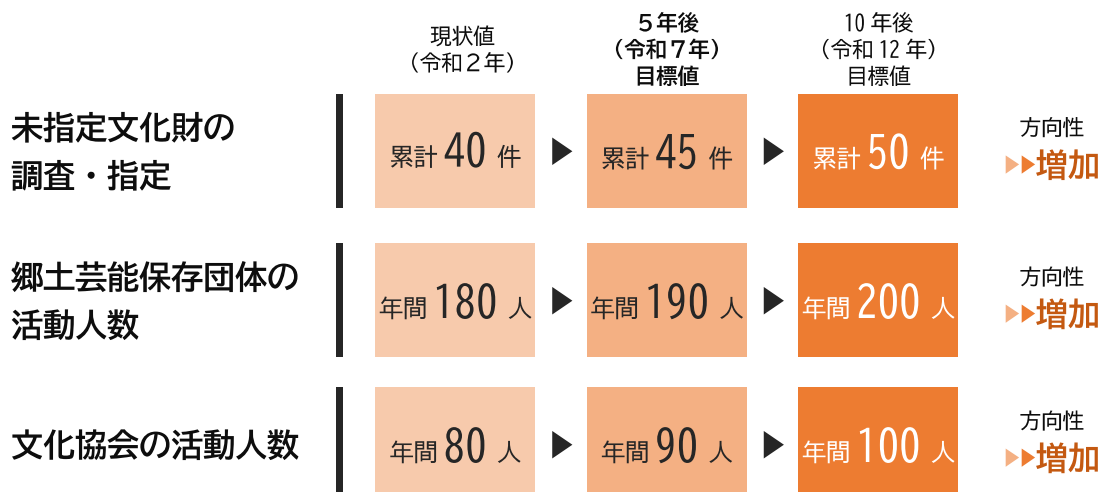 現状値
（令和２年）
５年後
（令和７年）
目標値
10 年後
（令和 12 年）
目標値
未指定文化財の
調査・指定
累計 40 件
▶
累計 45 件
▶
累計 50 件
方向性
▶▶増加
郷土芸能保存団体の
活動人数
年間 180 人
▶
年間 190 人
▶
年間 200 人
方向性
▶▶増加
文化協会の活動人数
年間 80 人
▶
年間 90 人
▶
年間 100 人
方向性
▶▶増加